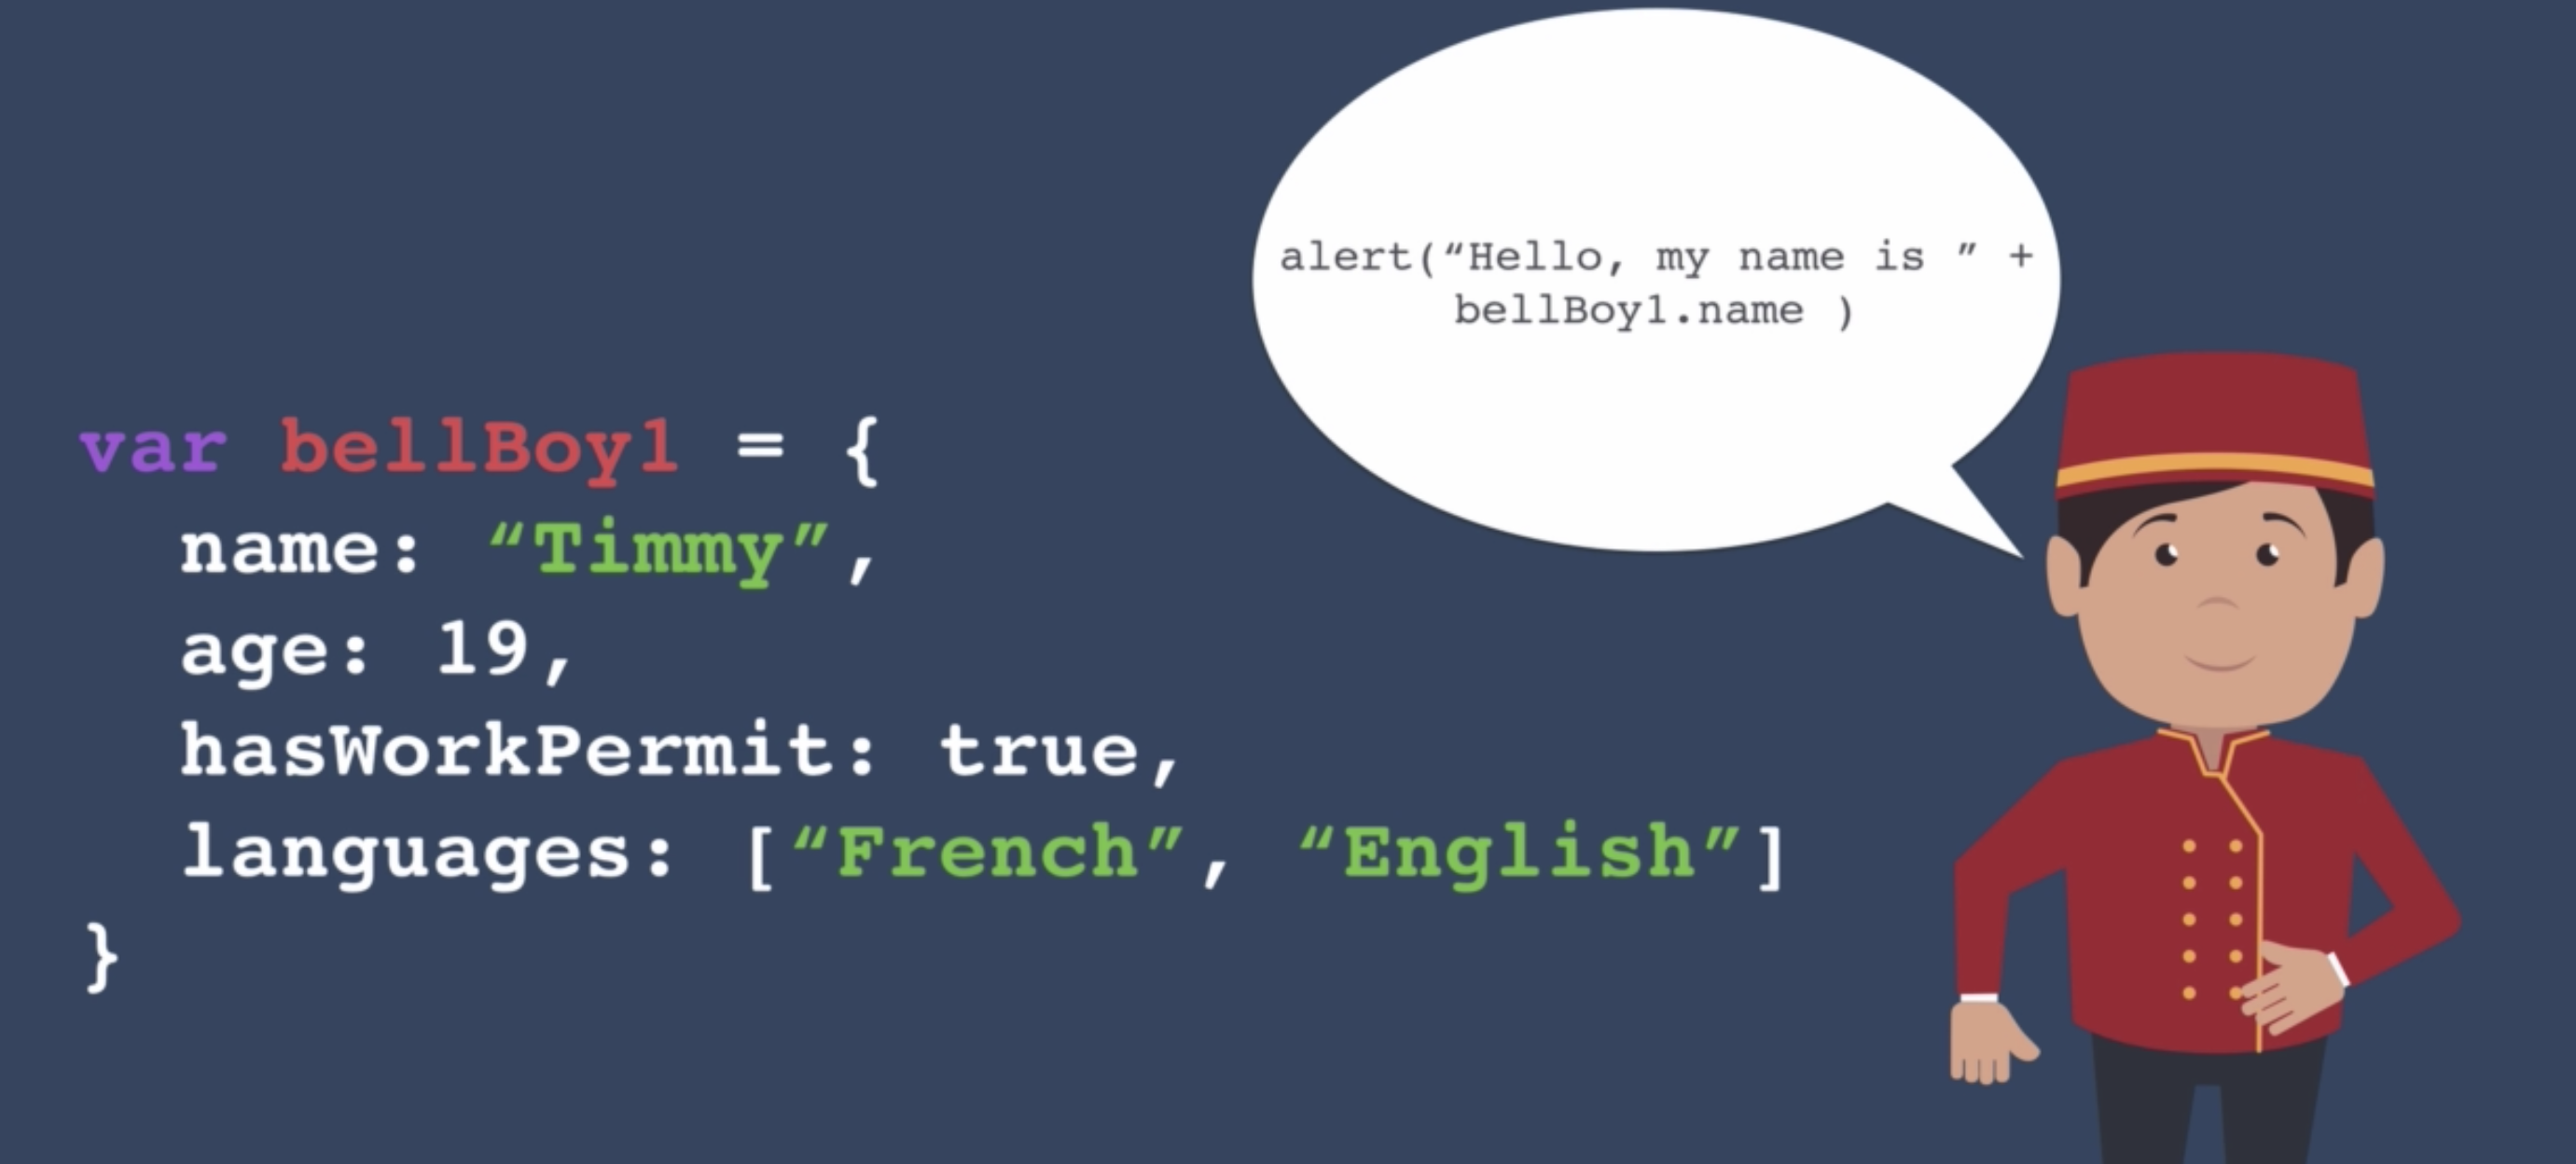 alert(“Hello, my name is ” +
bellBoy1.name )
var bellBoy1 = {
name: “Timmy”,
age: 19,
hasWorkPermit: true,
languages: [“French”, “English”]
}